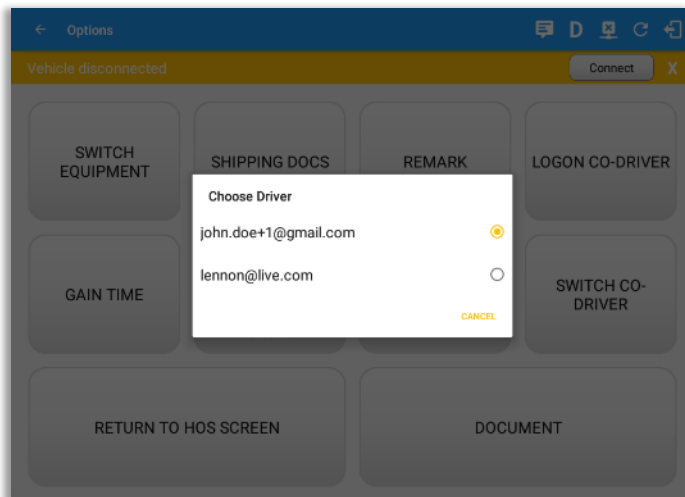 Options
D
Vehicle disconnected
Connect
X
SWITCH
EQUIPMENT
SHIPPING DOCS
REMARK
LOGON CO-DRIVER
Choose Driver
john.doe+1@gmail.com
lennon@live.com
CANCEL
GAIN TIME
SWITCH CO-
DRIVER
RETURN TO HOS SCREEN
DOCUMENT